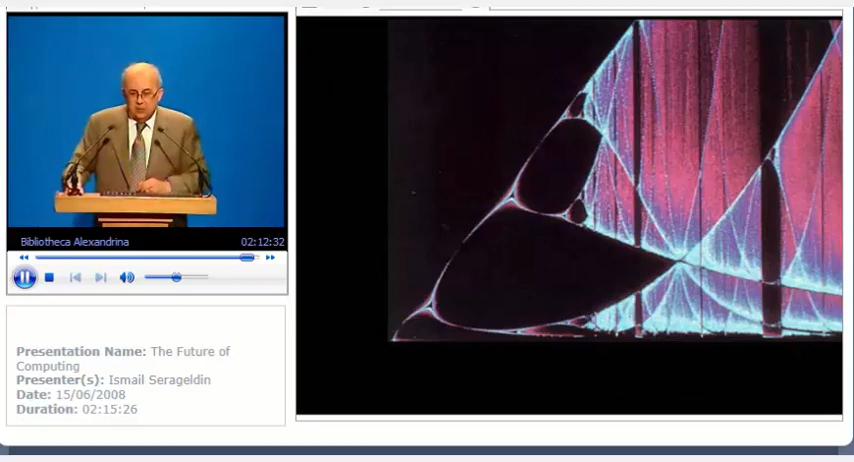 Bibliotheca Alexandrina 02:12:32
Presentation Name: The Future of
Computing
Presenter(s): Ismail Serageldin
Date: 15/06/2008
Duration: 02:15:26